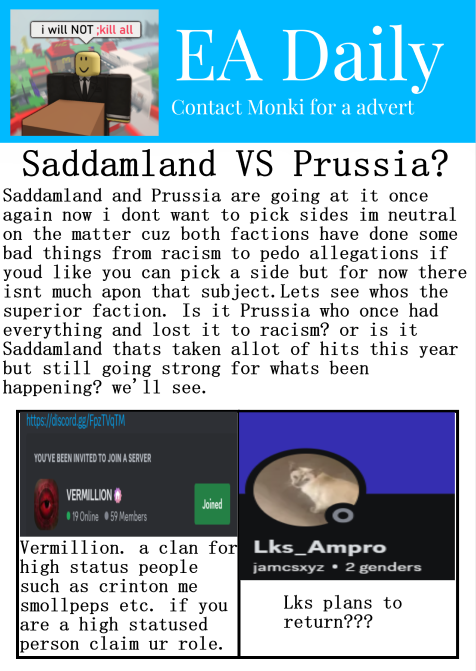 i will NOT ;kill all
EA Daily
Contact Monki for a advert
Saddamland VS Prussia?
Saddamland and Prussia are going at it once
again now i dont want to pick sides im neutral
on the matter cuz both factions have done some
bad things from racism to pedo allegations if
youd like you can pick a side but for now there
isnt much apon that subject.Lets see whos the
superior faction. Is it Prussia who once had
everything and lost it to racism? or is it
Saddamland thats taken allot of hits this year
but still going strong for whats been
happening? we'll see.
https://discord.gg/FpzTVqTM
YOU'VE BEEN INVITED TO JOIN A SERVER
VERMILLION
19 Online 59 Members
Joined
Vermillion. a clan for
high status people
such as crinton me
smollpeps etc. if you
are a high statused
person claim ur role.
Lks_Ampro
jamcsxyz • 2 genders
Lks plans to
return???